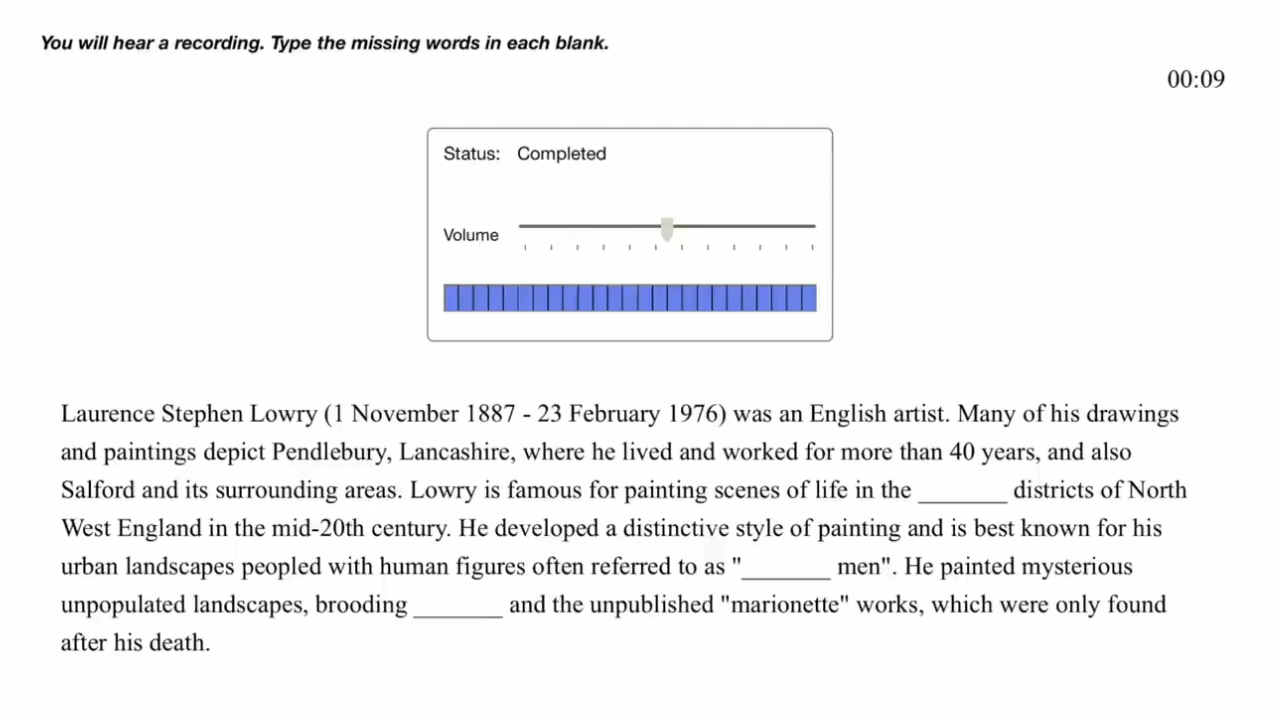 You will hear a recording. Type the missing words in each blank.
00:09
Status: Completed
Volume
Laurence Stephen Lowry (1 November 1887 - 23 February 1976) was an English artist. Many of his drawings
and paintings depict Pendlebury, Lancashire, where he lived and worked for more than 40 years, and also
Salford and its surrounding areas. Lowry is famous for painting scenes of life in the _______ districts of North
West England in the mid-20th century. He developed a distinctive style of painting and is best known for his
urban landscapes peopled with human figures often referred to as "_______ men". He painted mysterious
unpopulated landscapes, brooding _______ and the unpublished "marionette" works, which were only found
after his death.